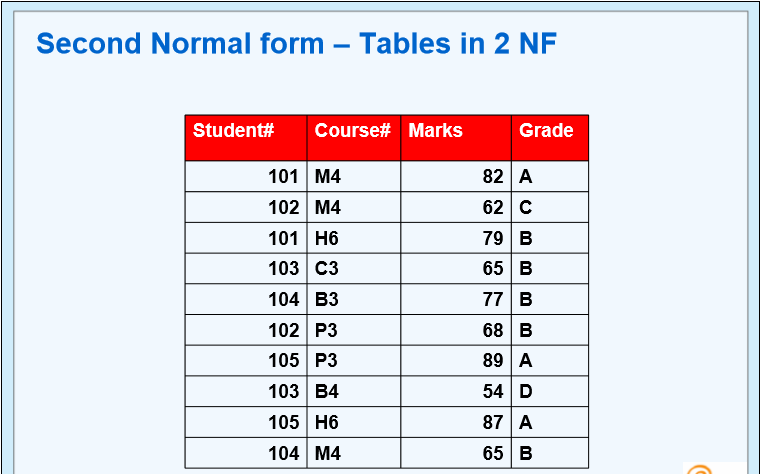 Second Normal form – Tables in 2 NF
Student# Course# Marks Grade
101 M4 82 A
102 M4 62 C
101 H6 79 B
103 C3 65 B
104 B3 77 B
102 P3 68 B
105 P3 89 A
103 B4 54 D
105 H6 87 A
104 M4 65 B